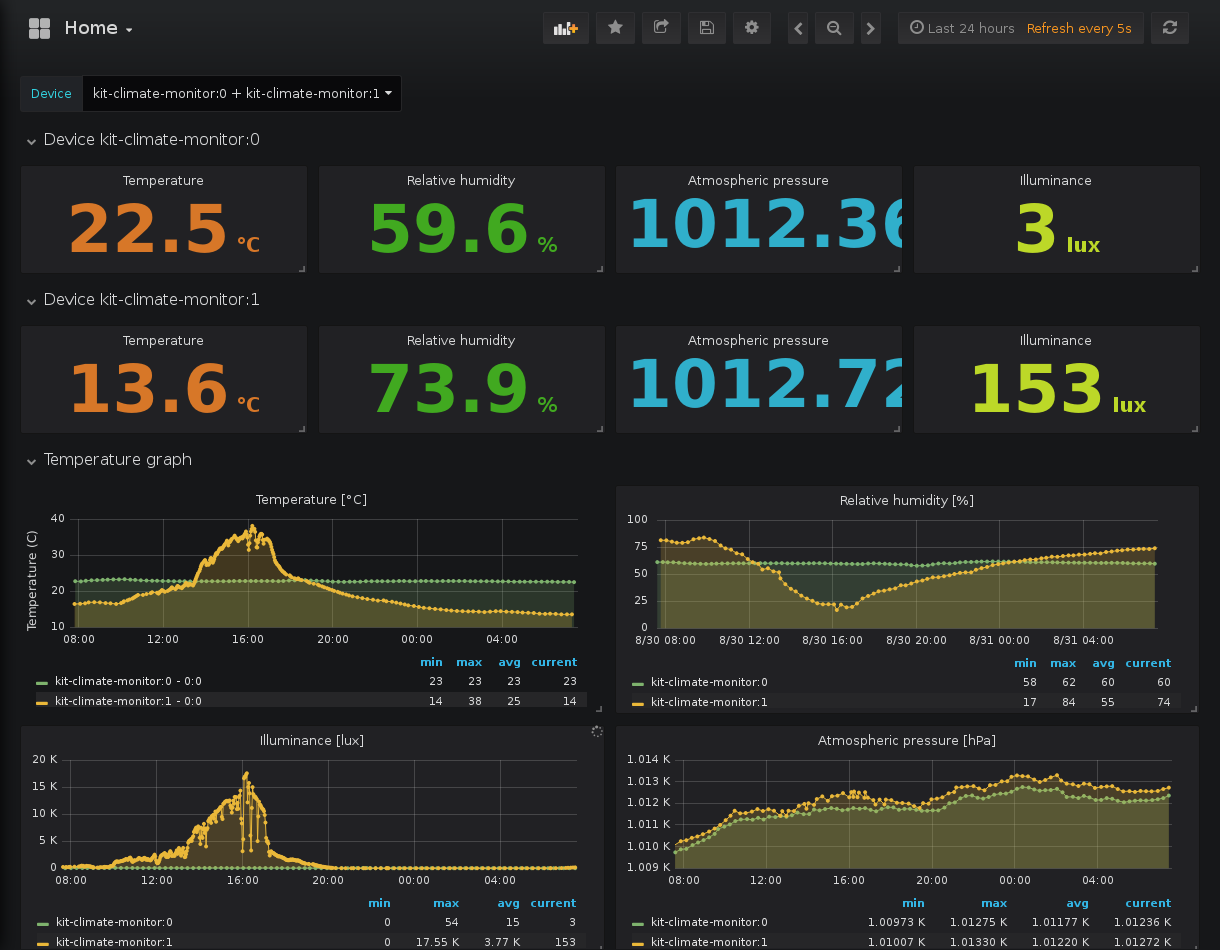 Home
Last 24 hours Refresh every 5s
Device kit-climate-monitor:0 + kit-climate-monitor:1
Device kit-climate-monitor:0
Temperature Relative humidity Atmospheric pressure Illuminance
22.5 °C 59.6 % 1012.36 3 lux
Device kit-climate-monitor:1
Temperature Relative humidity Atmospheric pressure Illuminance
13.6 °C 73.9 % 1012.72 153 lux
Temperature graph
Temperature [°C]
Temperature (C)
40
30
20
10
08:00 12:00 16:00 20:00 00:00 04:00
min max avg current
kit-climate-monitor:0 - 0:0 23 23 23 23
kit-climate-monitor:1 - 0:0 14 38 25 14
Relative humidity [%]
100
75
50
25
0
8/30 08:00 8/30 12:00 8/30 16:00 8/30 20:00 8/31 00:00 8/31 04:00
min max avg current
kit-climate-monitor:0 58 62 60 60
kit-climate-monitor:1 17 84 55 74
Illuminance [lux]
20 K
15 K
10 K
5 K
0
08:00 12:00 16:00 20:00 00:00 04:00
min max avg current
kit-climate-monitor:0 0 54 15 3
kit-climate-monitor:1 0 17.55 K 3.77 K 153
Atmospheric pressure [hPa]
1.014 K
1.013 K
1.012 K
1.011 K
1.010 K
1.009 K
08:00 12:00 16:00 20:00 00:00 04:00
min max avg current
kit-climate-monitor:0 1.00973 K 1.01275 K 1.01177 K 1.01236 K
kit-climate-monitor:1 1.01007 K 1.01330 K 1.01220 K 1.01272 K